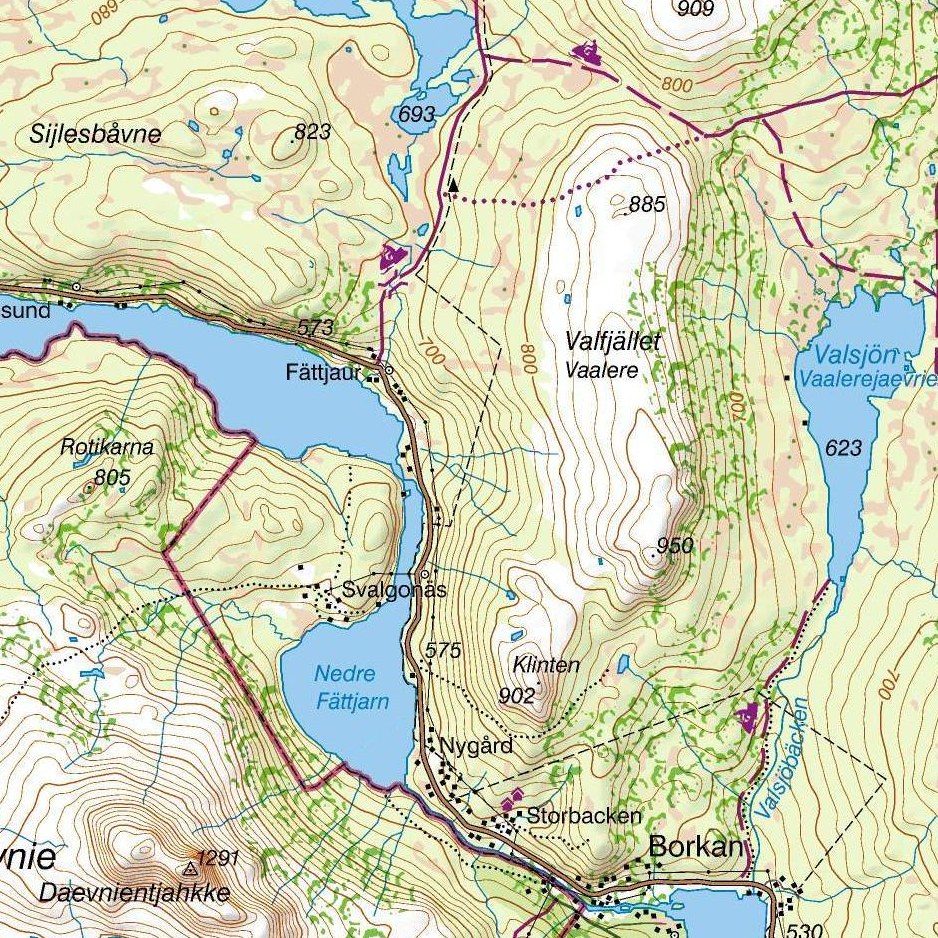 089
909
800
693
Sijlesbåvne
823
885
sund
573
Fättjaur
700
800
Valfjället
Vaalere
Valsjön
Vaalerejaevrie
700
Rotikarna
805
623
950
Svalgonäs
575
Nedre
Fättjarn
Klinten
902
700
Nygård
Valsjöbäcken
Storbacken
Borkan
vnie
1291
Daevnientjahkke
530